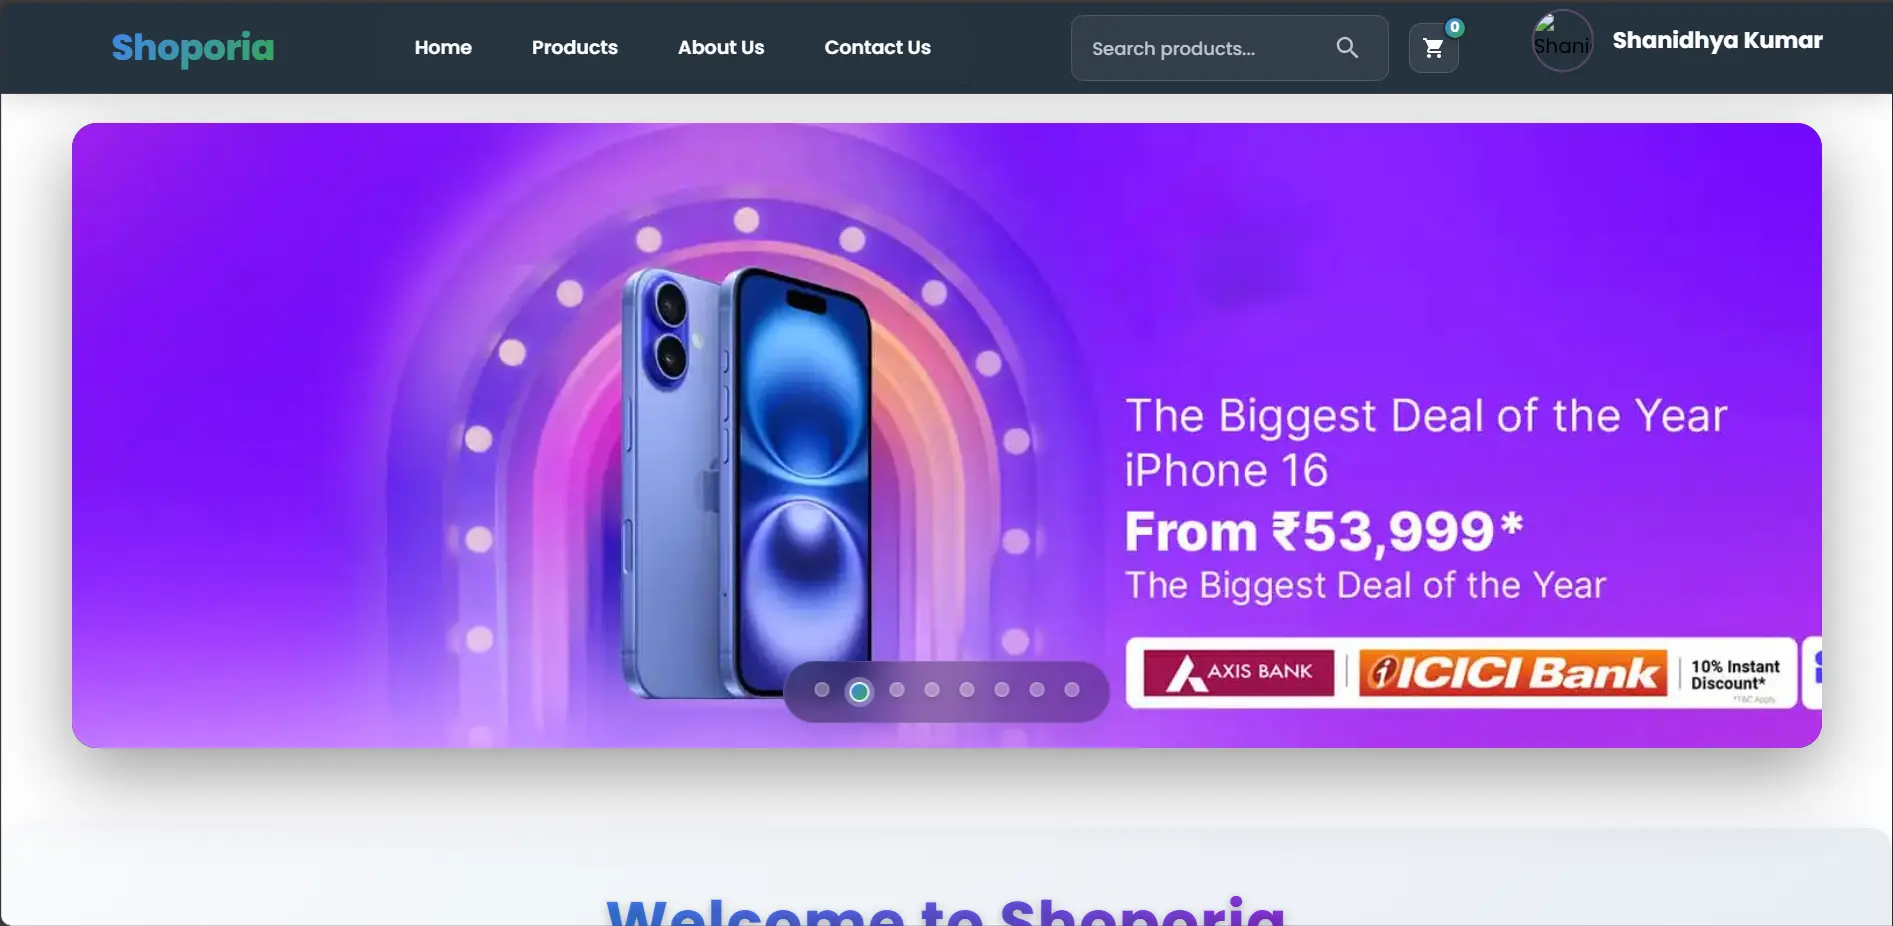 Shoporia
Home
Products
About Us
Contact Us
Search products...
0
Shani
Shanidhya Kumar
The Biggest Deal of the Year
iPhone 16
From ₹53,999*
The Biggest Deal of the Year
AXIS BANK
ICICI Bank
10% Instant
Discount*
*T&C Apply
Welcome to Shoporia